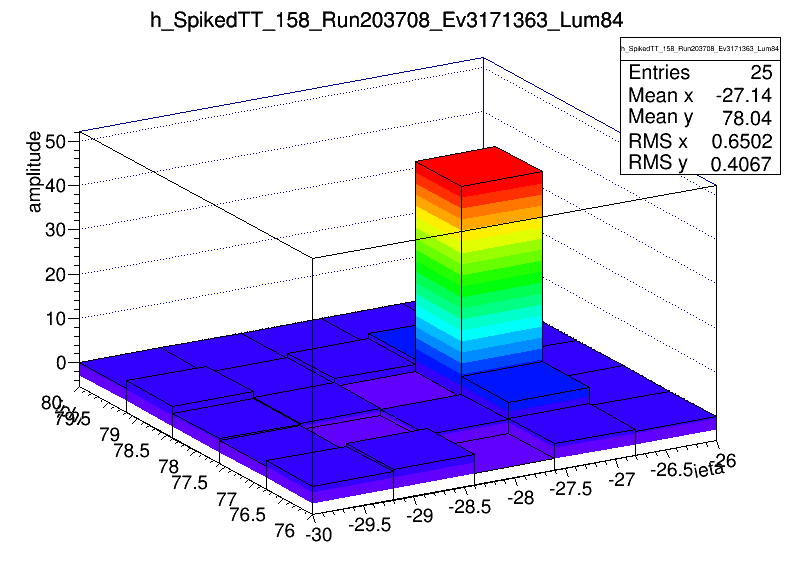 h_SpikedTT_158_Run203708_Ev3171363_Lum84
h_SpikedTT_158_Run203708_Ev3171363_Lum84
Entries 25
Mean x -27.14
Mean y 78.04
RMS x 0.6502
RMS y 0.4067
amplitude
50
40
30
20
10
0
80
79.5
79
78.5
78
77.5
77
76.5
76
-30
-29.5
-29
-28.5
-28
-27.5
-27
-26.5
-26
ieta